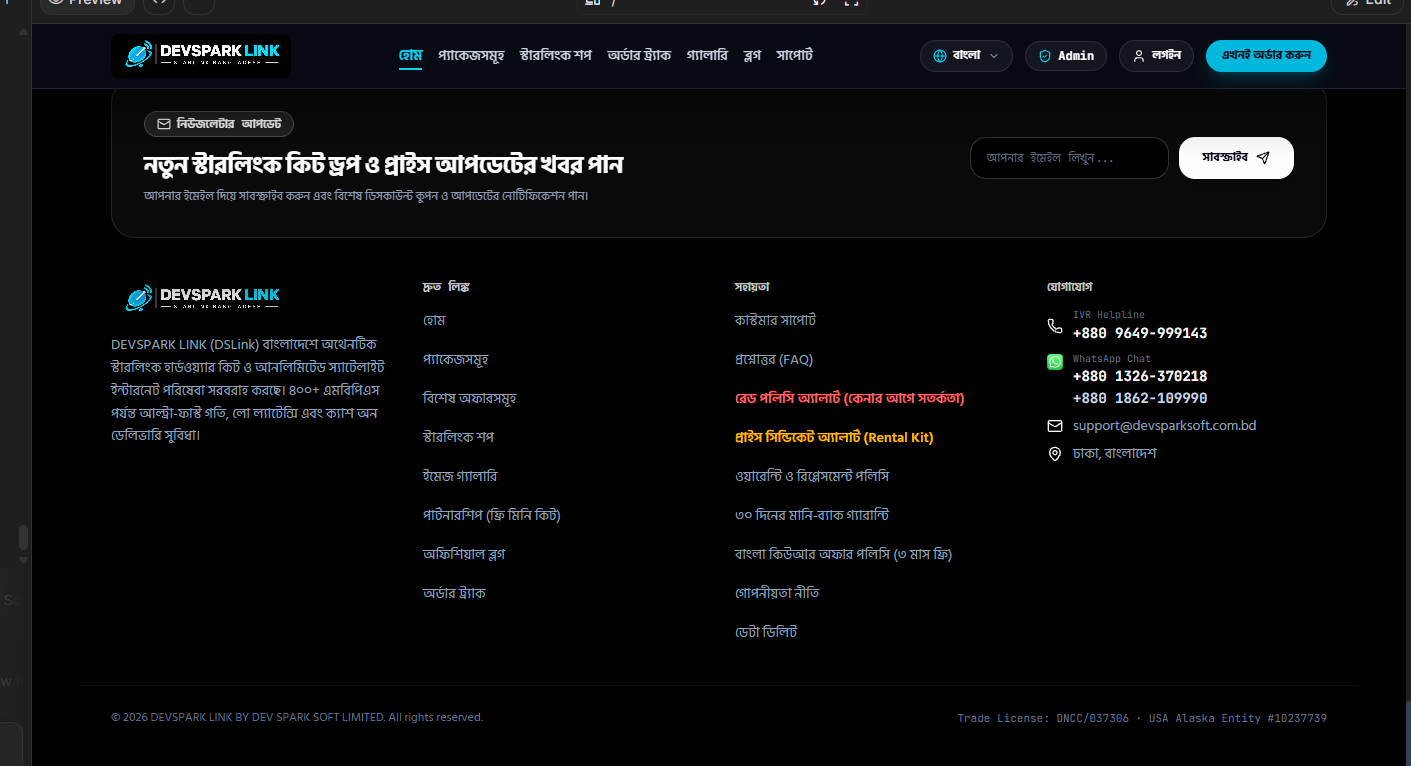 Preview
Edit
DEVSPARK LINK
হোম
প্যাকেজসমূহ
স্টারলিংক শপ
অর্ডার ট্র্যাক
গ্যালারি
ব্লগ
সাপোর্ট
বাংলা
Admin
লগইন
এখনই অর্ডার করুন
নিউজলেটার আপডেট
নতুন স্টারলিংক কিট ড্রপ ও প্রাইস আপডেটের খবর পান
আপনার ইমেইল দিয়ে সাবস্ক্রাইব করুন এবং বিশেষ ডিসকাউন্ট কুপন ও আপডেটের নোটিফিকেশন পান।
আপনার ইমেইল লিখুন...
সাবস্ক্রাইব
DEVSPARK LINK
DEVSPARK LINK (DSLink) বাংলাদেশে অথেনটিক
স্টারলিংক হার্ডওয়্যার কিট ও আনলিমিটেড স্যাটেলাইট
ইন্টারনেট পরিষেবা সরবরাহ করছে। ৪০০+ এমবিপিএস
পর্যন্ত আল্ট্রা-ফাস্ট গতি, লো ল্যাটেন্সি এবং ক্যাশ অন
ডেলিভারি সুবিধা।
দ্রুত লিঙ্ক
হোম
প্যাকেজসমূহ
বিশেষ অফারসমূহ
স্টারলিংক শপ
ইমেজ গ্যালারি
পার্টনারশিপ (ফ্রি মিনি কিট)
অফিশিয়াল ব্লগ
অর্ডার ট্র্যাক
সহায়তা
কাস্টমার সাপোর্ট
প্রশ্নোত্তর (FAQ)
রেড পলিসি অ্যালার্ট (কেনার আগে সতর্কতা)
প্রাইস সিন্ডিকেট অ্যালার্ট (Rental Kit)
ওয়ারেন্টি ও রিপ্লেসমেন্ট পলিসি
৩০ দিনের মানি-ব্যাক গ্যারান্টি
বাংলা কিউআর অফার পলিসি (৩ মাস ফ্রি)
গোপনীয়তা নীতি
ডেটা ডিলিট
যোগাযোগ
IVR Helpline
+880 9649-999143
WhatsApp Chat
+880 1326-370218
+880 1862-109990
support@devsparksoft.com.bd
ঢাকা, বাংলাদেশ
© 2026 DEVSPARK LINK BY DEV SPARK SOFT LIMITED. All rights reserved.
Trade License: DNCC/037306 · USA Alaska Entity #10237739